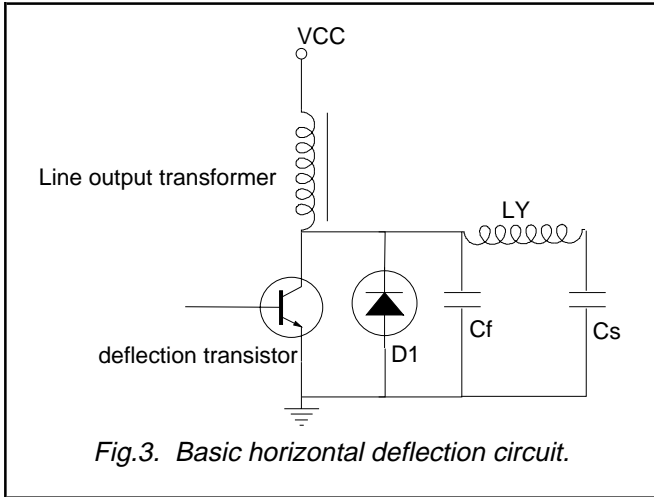 VCC
Line output transformer
LY
deflection transistor
D1
Cf
Cs
Fig.3. Basic horizontal deflection circuit.